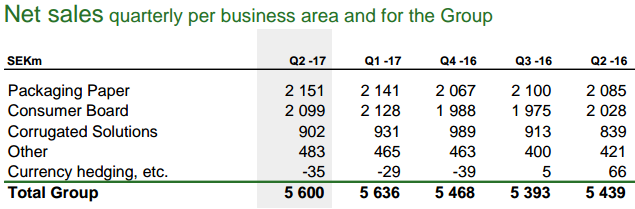 Net sales quarterly per business area and for the Group
SEKm Q2 -17 Q1 -17 Q4 -16 Q3 -16 Q2 -16
Packaging Paper 2 151 2 141 2 067 2 100 2 085
Consumer Board 2 099 2 128 1 988 1 975 2 028
Corrugated Solutions 902 931 989 913 839
Other 483 465 463 400 421
Currency hedging, etc. -35 -29 -39 5 66
Total Group 5 600 5 636 5 468 5 393 5 439